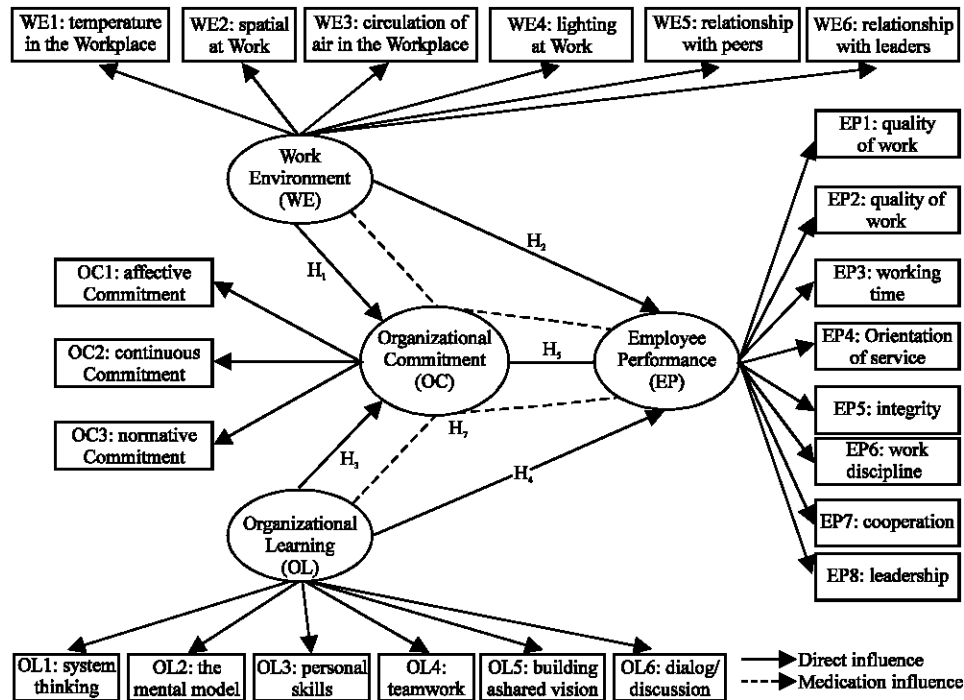 WE1: temperature
in the Workplace
WE2: spatial
at Work
WE3: circulation of
air in the Workplace
WE4: lighting
at Work
WE5: relationship
with peers
WE6: relationship
with leaders
Work
Environment
(WE)
EP1: quality
of work
EP2: quality of
work
H2
H1
OC1: affective
Commitment
EP3: working
time
OC2: continuous
Commitment
Organizational
Commitment
(OC)
H5
Employee
Performance
(EP)
EP4: Orientation
of service
EP5: integrity
OC3: normative
Commitment
H7
H3
H4
EP6: work
discipline
Organizational
Learning
(OL)
EP7: cooperation
EP8: leadership
OL1: system
thinking
OL2: the
mental model
OL3: personal
skills
OL4:
teamwork
OL5: building
ashared vision
OL6: dialog/
discussion
Direct influence
Medication influence